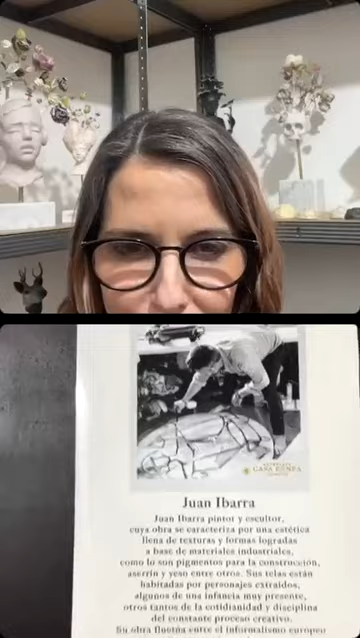 CASA BONFA
Juan Ibarra
Juan Ibarra pintor y escultor,
cuya obra se caracteriza por una estética
llena de texturas y formas logradas
a base de materiales industriales,
como lo son pigmentos para la construcción,
aserrín y yeso entre otros. Sus telas están
habitadas por personajes extraídos,
algunos de una infancia muy presente,
otros tantos de la cotidianidad y disciplina
del constante proceso creativo.
Su obra fluctúa entre el informalismo europeo